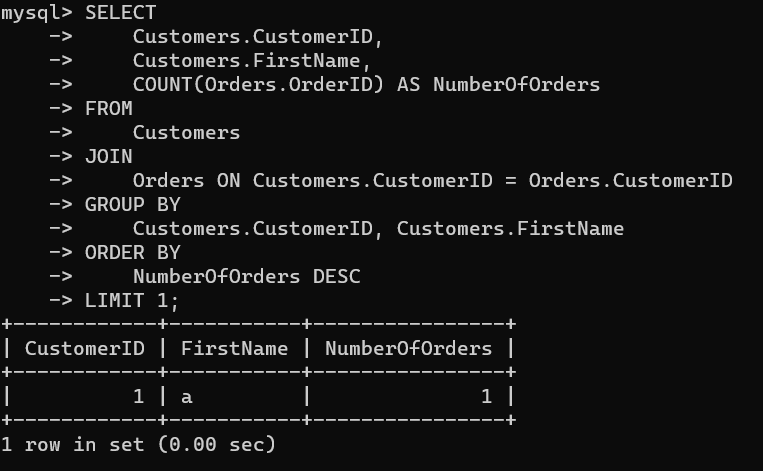 mysql> SELECT
    ->     Customers.CustomerID,
    ->     Customers.FirstName,
    ->     COUNT(Orders.OrderID) AS NumberOfOrders
    -> FROM
    ->     Customers
    -> JOIN
    ->     Orders ON Customers.CustomerID = Orders.CustomerID
    -> GROUP BY
    ->     Customers.CustomerID, Customers.FirstName
    -> ORDER BY
    ->     NumberOfOrders DESC
    -> LIMIT 1;
+------------+-----------+----------------+
| CustomerID | FirstName | NumberOfOrders |
+------------+-----------+----------------+
|          1 | a         |              1 |
+------------+-----------+----------------+
1 row in set (0.00 sec)